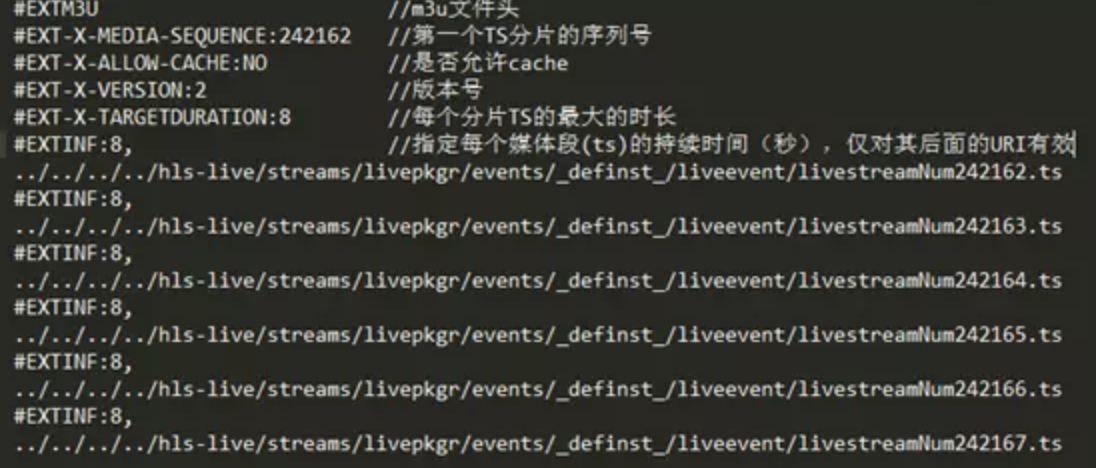 #EXTM3U //m3u文件头
#EXT-X-MEDIA-SEQUENCE:242162 //第一个TS分片的序列号
#EXT-X-ALLOW-CACHE:NO //是否允许cache
#EXT-X-VERSION:2 //版本号
#EXT-X-TARGETDURATION:8 //每个分片TS的最大的时长
#EXTINF:8, //指定每个媒体段(ts)的持续时间（秒），仅对其后面的URI有效
../../../../hls-live/streams/livepkgr/events/_definst_/liveevent/livestreamNum242162.ts
#EXTINF:8,
../../../../hls-live/streams/livepkgr/events/_definst_/liveevent/livestreamNum242163.ts
#EXTINF:8,
../../../../hls-live/streams/livepkgr/events/_definst_/liveevent/livestreamNum242164.ts
#EXTINF:8,
../../../../hls-live/streams/livepkgr/events/_definst_/liveevent/livestreamNum242165.ts
#EXTINF:8,
../../../../hls-live/streams/livepkgr/events/_definst_/liveevent/livestreamNum242166.ts
#EXTINF:8,
../../../../hls-live/streams/livepkgr/events/_definst_/liveevent/livestreamNum242167.ts